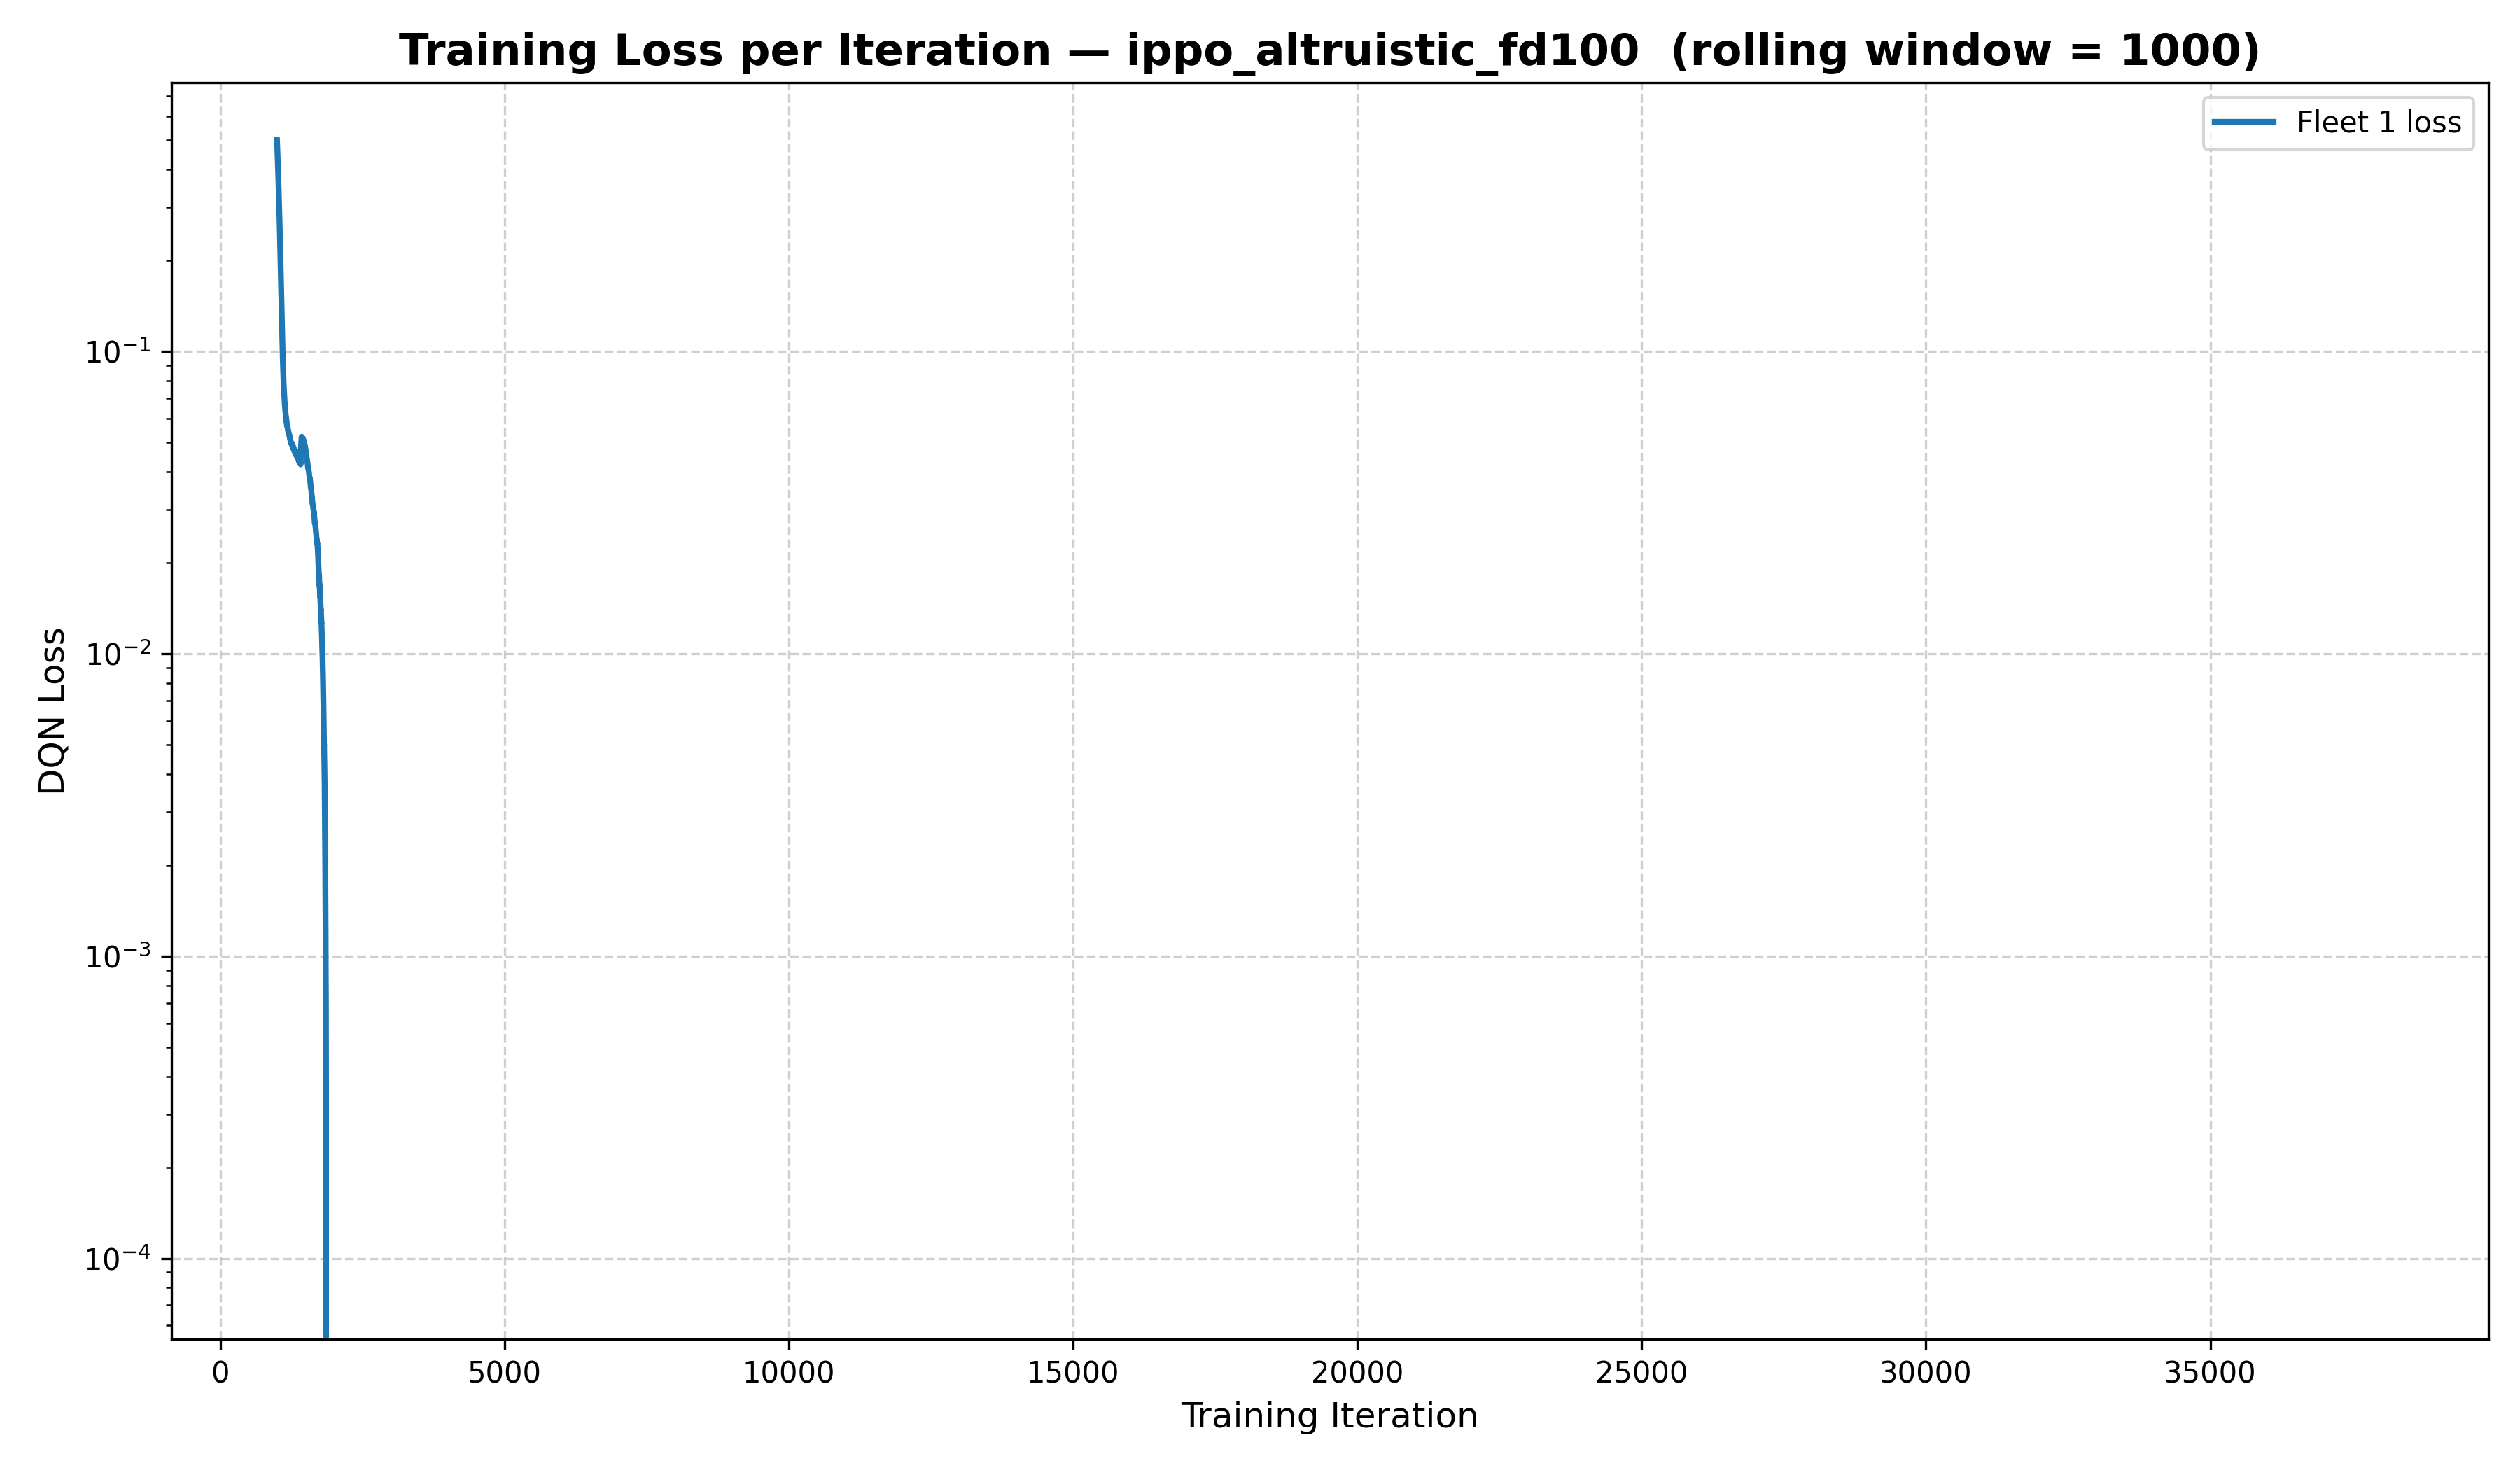 Training Loss per Iteration — ippo_altruistic_fd100 (rolling window = 1000)
Fleet 1 loss
DQN Loss
10⁻¹
10⁻²
10⁻³
10⁻⁴
0 5000 10000 15000 20000 25000 30000 35000
Training Iteration